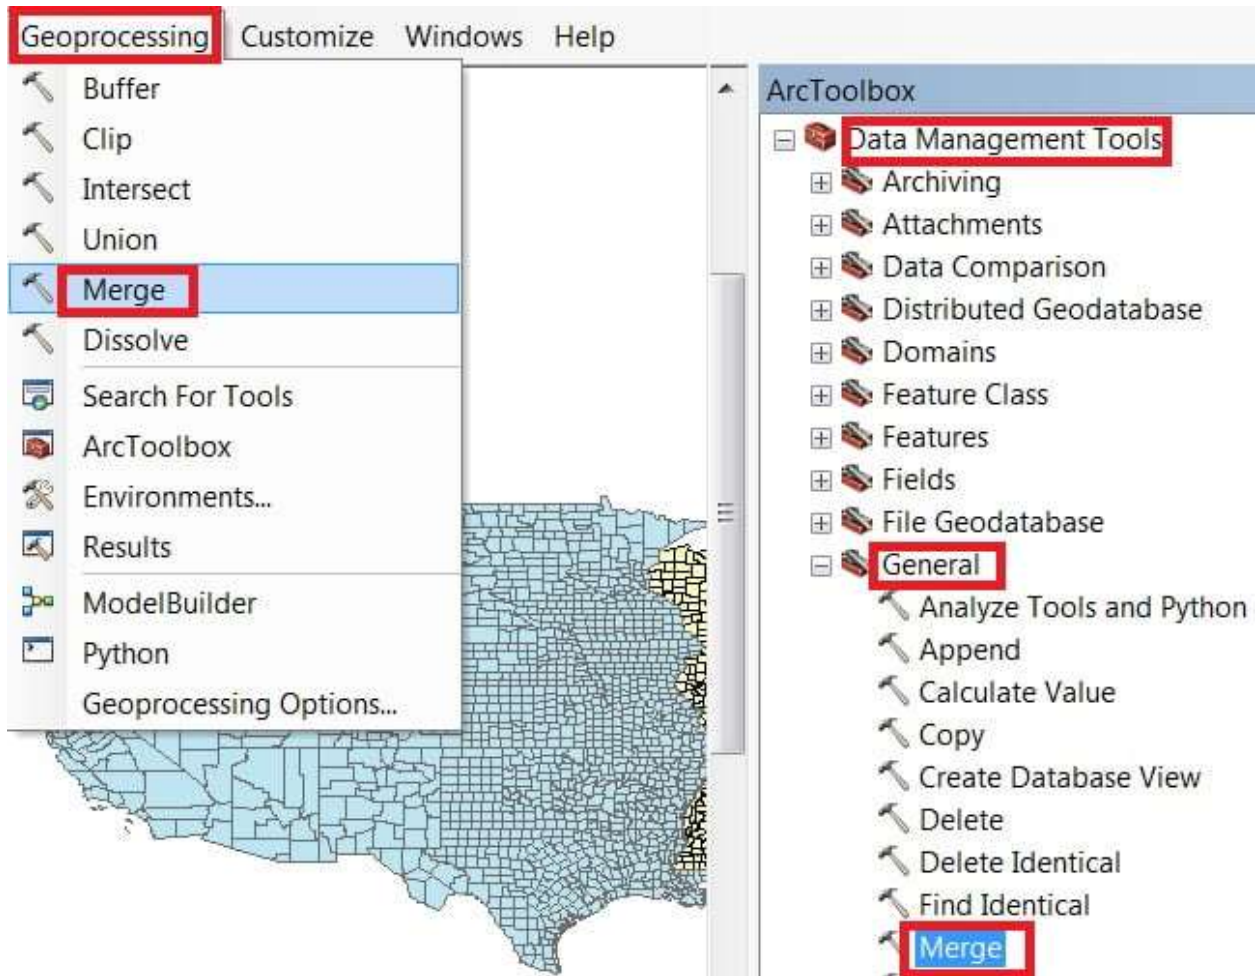 Geoprocessing Customize Windows Help
Buffer
Clip
Intersect
Union
Merge
Dissolve
Search For Tools
ArcToolbox
Environments...
Results
ModelBuilder
Python
Geoprocessing Options...
ArcToolbox
Data Management Tools
Archiving
Attachments
Data Comparison
Distributed Geodatabase
Domains
Feature Class
Features
Fields
File Geodatabase
General
Analyze Tools and Python
Append
Calculate Value
Copy
Create Database View
Delete
Delete Identical
Find Identical
Merge